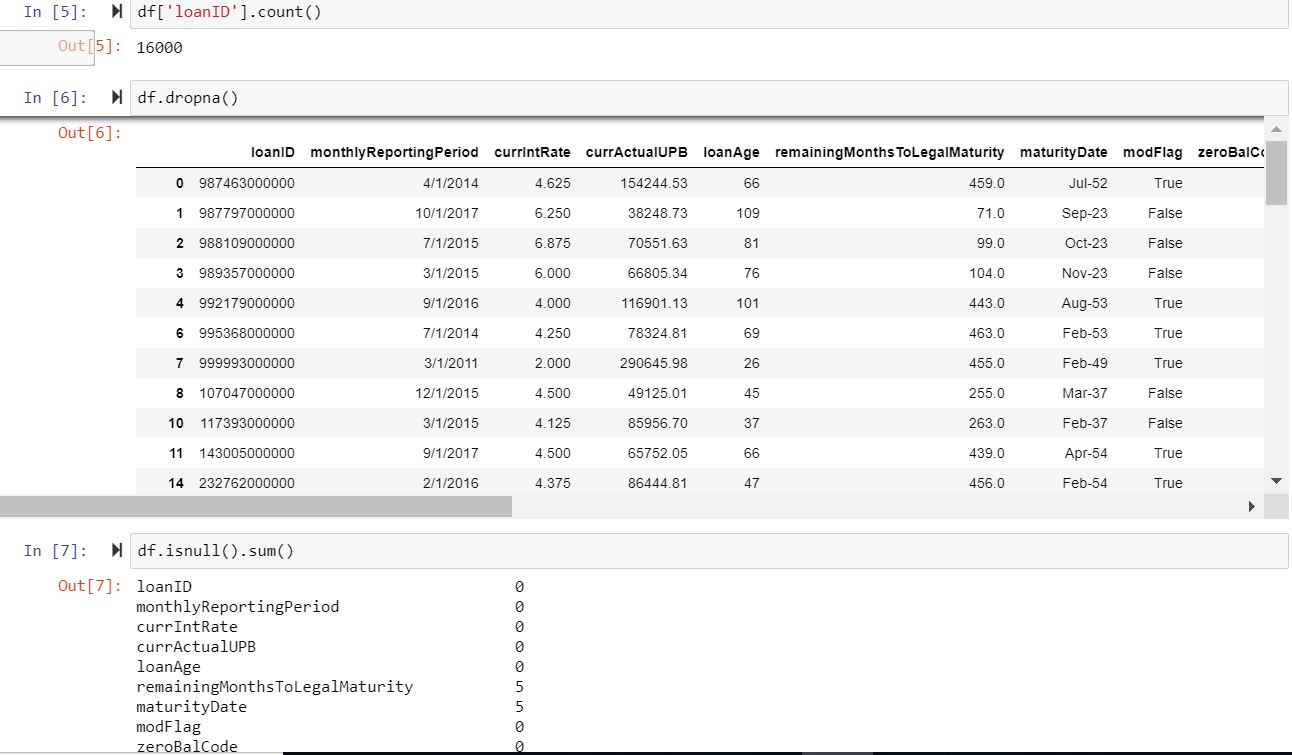 In [5]: df['loanID'].count()
Out[5]: 16000
In [6]: df.dropna()
Out[6]:
loanID monthlyReportingPeriod currIntRate currActualUPB loanAge remainingMonthsToLegalMaturity maturityDate modFlag
0 987463000000 4/1/2014 4.625 154244.53 66 459.0 Jul-52 True
1 987797000000 10/1/2017 6.250 38248.73 109 71.0 Sep-23 False
2 988109000000 7/1/2015 6.875 70551.63 81 99.0 Oct-23 False
3 989357000000 3/1/2015 6.000 66805.34 76 104.0 Nov-23 False
4 992179000000 9/1/2016 4.000 116901.13 101 443.0 Aug-53 True
6 995368000000 7/1/2014 4.250 78324.81 69 463.0 Feb-53 True
7 999993000000 3/1/2011 2.000 290645.98 26 455.0 Feb-49 True
8 107047000000 12/1/2015 4.500 49125.01 45 255.0 Mar-37 False
10 117393000000 3/1/2015 4.125 85956.70 37 263.0 Feb-37 False
11 143005000000 9/1/2017 4.500 65752.05 66 439.0 Apr-54 True
14 232762000000 2/1/2016 4.375 86444.81 47 456.0 Feb-54 True
In [7]: df.isnull().sum()
Out[7]: loanID 0
monthlyReportingPeriod 0
currIntRate 0
currActualUPB 0
loanAge 0
remainingMonthsToLegalMaturity 5
maturityDate 5
modFlag 0
zeroBalCode 0